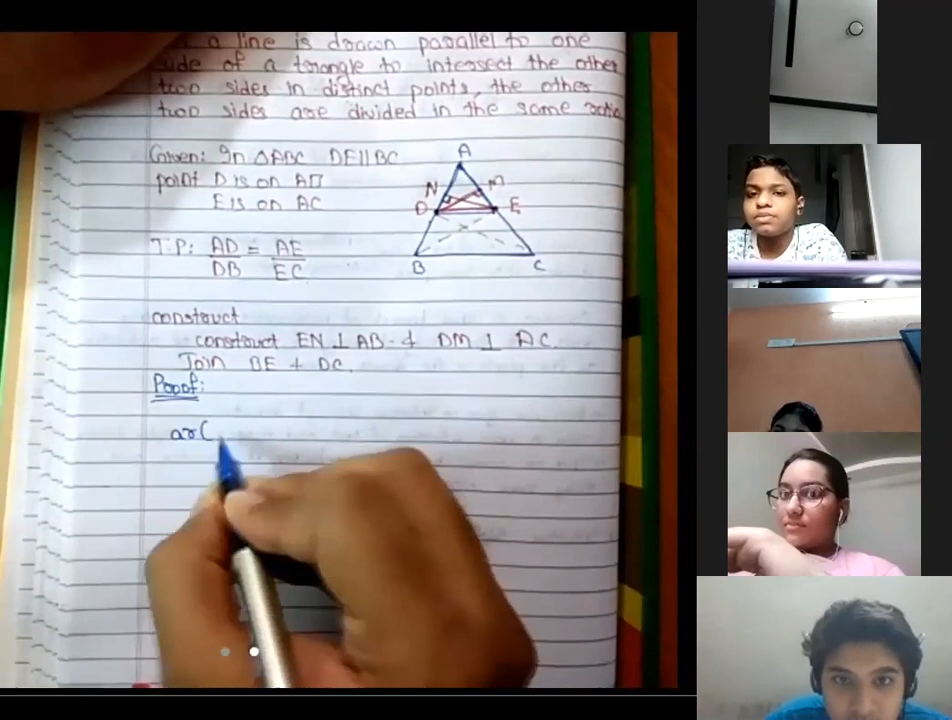 a line is drawn parallel to one
side of a triangle to intersect the other
two sides in distinct points, the other
two sides are divided in the same ratio
Given: In △ABC DE||BC
point D is on AB
E is on AC
T.P: AD/DB = AE/EC
construct
construct EN ⊥ AB & DM ⊥ AC
Join BE & DC.
Proof:
ar(
A
N
M
D
E
B
C